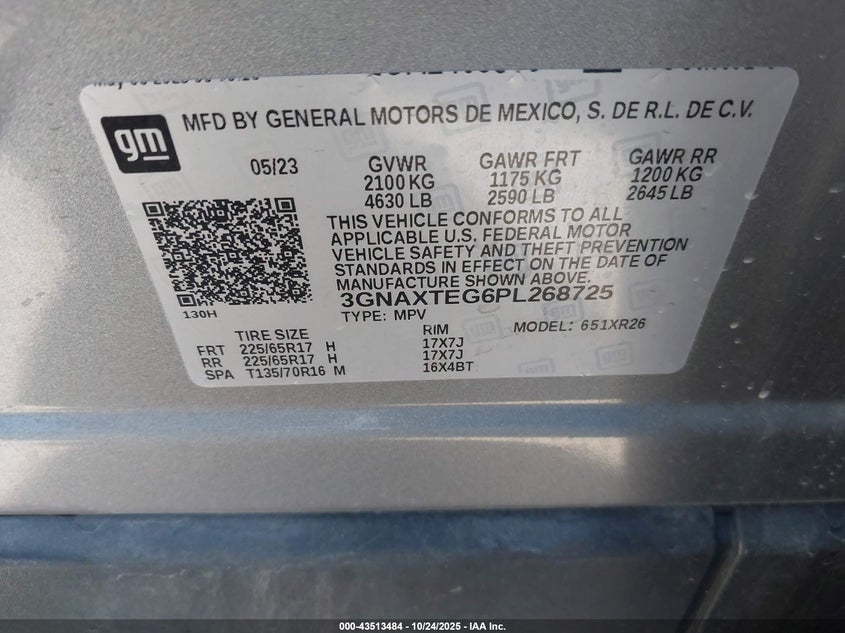 gm
MFD BY GENERAL MOTORS DE MEXICO, S. DE R.L. DE C.V.
05/23
GVWR
2100 KG
4630 LB
GAWR FRT
1175 KG
2590 LB
GAWR RR
1200 KG
2645 LB
THIS VEHICLE CONFORMS TO ALL
APPLICABLE U.S. FEDERAL MOTOR
VEHICLE SAFETY AND THEFT PREVENTION
STANDARDS IN EFFECT ON THE DATE OF
MANUFACTURE SHOWN ABOVE.
3GNAXTEG6PL268725
130H
TYPE: MPV
MODEL: 651XR26
TIRE SIZE RIM
FRT 225/65R17 H 17X7J
RR 225/65R17 H 17X7J
SPA T135/70R16 M 16X4BT
000-43513484 • 10/24/2025 • IAA Inc.